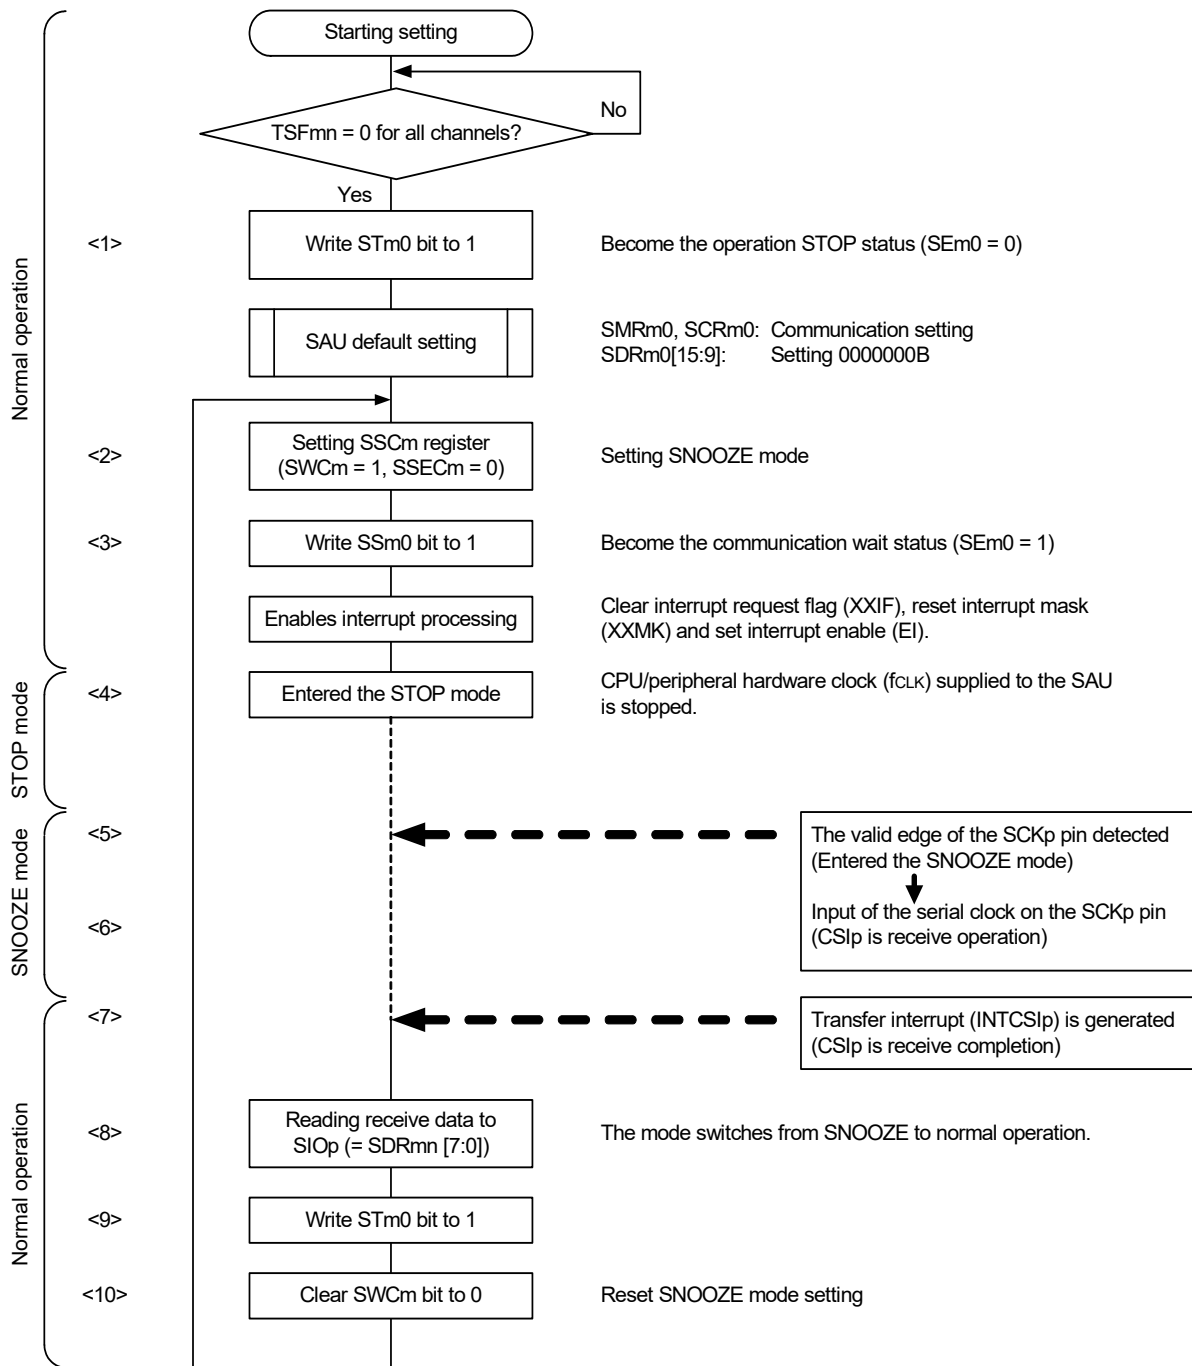 Starting setting
No
TSFmn = 0 for all channels?
Yes
Normal operation
<1>
Write STm0 bit to 1
Become the operation STOP status (SEm0 = 0)
SAU default setting
SMRm0, SCRm0: Communication setting
SDRm0[15:9]: Setting 0000000B
<2>
Setting SSCm register
(SWCm = 1, SSECm = 0)
Setting SNOOZE mode
<3>
Write SSm0 bit to 1
Become the communication wait status (SEm0 = 1)
Enables interrupt processing
Clear interrupt request flag (XXIF), reset interrupt mask
(XXMK) and set interrupt enable (EI).
STOP mode
<4>
Entered the STOP mode
CPU/peripheral hardware clock (fCLK) supplied to the SAU
is stopped.
SNOOZE mode
<5>
The valid edge of the SCKp pin detected
(Entered the SNOOZE mode)
<6>
Input of the serial clock on the SCKp pin
(CSIp is receive operation)
<7>
Transfer interrupt (INTCSIp) is generated
(CSIp is receive completion)
Normal operation
<8>
Reading receive data to
SIOp (= SDRmn [7:0])
The mode switches from SNOOZE to normal operation.
<9>
Write STm0 bit to 1
<10>
Clear SWCm bit to 0
Reset SNOOZE mode setting